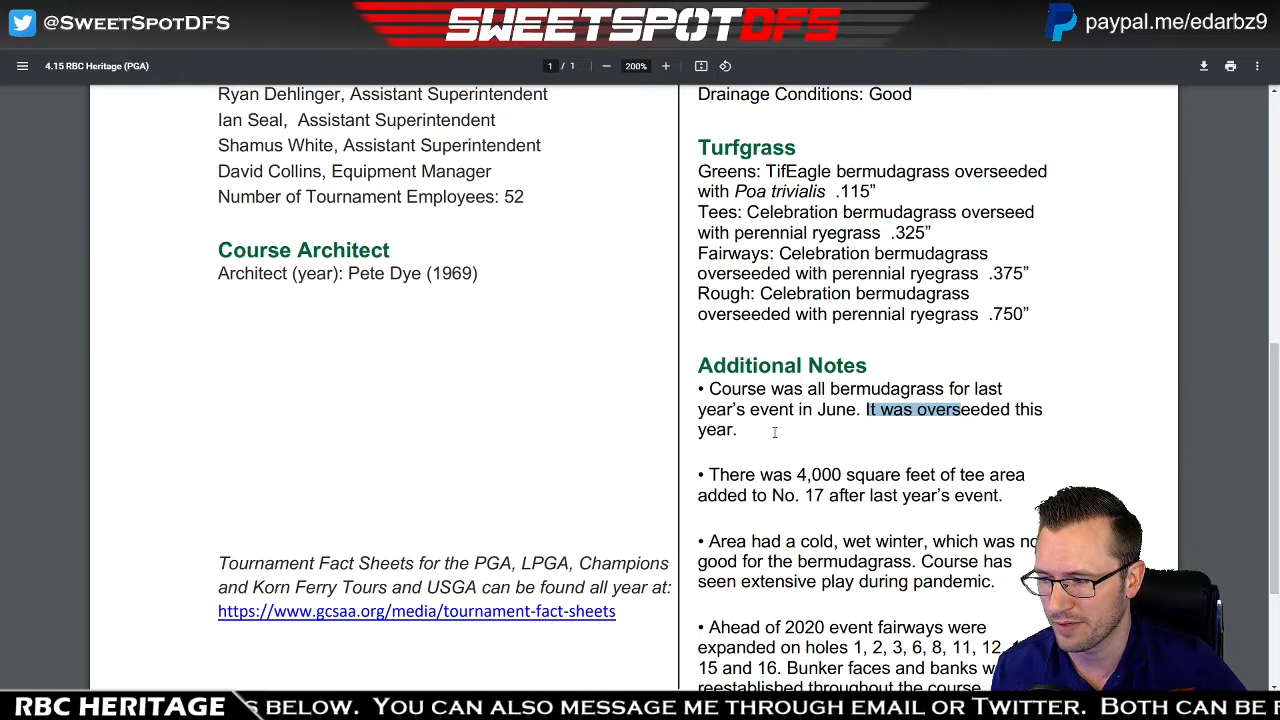 @SWEETSPOTDFS
SWEETSPOTDFS
paypal.me/edarbz9
4.15 RBC Heritage (PGA)
1 / 1
200%
Ryan Dehlinger, Assistant Superintendent
Ian Seal, Assistant Superintendent
Shamus White, Assistant Superintendent
David Collins, Equipment Manager
Number of Tournament Employees: 52
Course Architect
Architect (year): Pete Dye (1969)
Tournament Fact Sheets for the PGA, LPGA, Champions
and Korn Ferry Tours and USGA can be found all year at:
https://www.gcsaa.org/media/tournament-fact-sheets
Drainage Conditions: Good
Turfgrass
Greens: TifEagle bermudagrass overseeded
with Poa trivialis .115”
Tees: Celebration bermudagrass overseed
with perennial ryegrass .325”
Fairways: Celebration bermudagrass
overseeded with perennial ryegrass .375”
Rough: Celebration bermudagrass
overseeded with perennial ryegrass .750”
Additional Notes
• Course was all bermudagrass for last
year’s event in June. It was overseeded this
year.
• There was 4,000 square feet of tee area
added to No. 17 after last year’s event.
• Area had a cold, wet winter, which was
good for the bermudagrass. Course has
seen extensive play during pandemic.
• Ahead of 2020 event fairways were
expanded on holes 1, 2, 3, 6, 8, 11, 12,
15 and 16. Bunker faces and banks
reestablished throughout the course
RBC HERITAGE
S BELOW. YOU CAN ALSO MESSAGE ME THROUGH EMAIL OR TWITTER. BOTH CAN BE